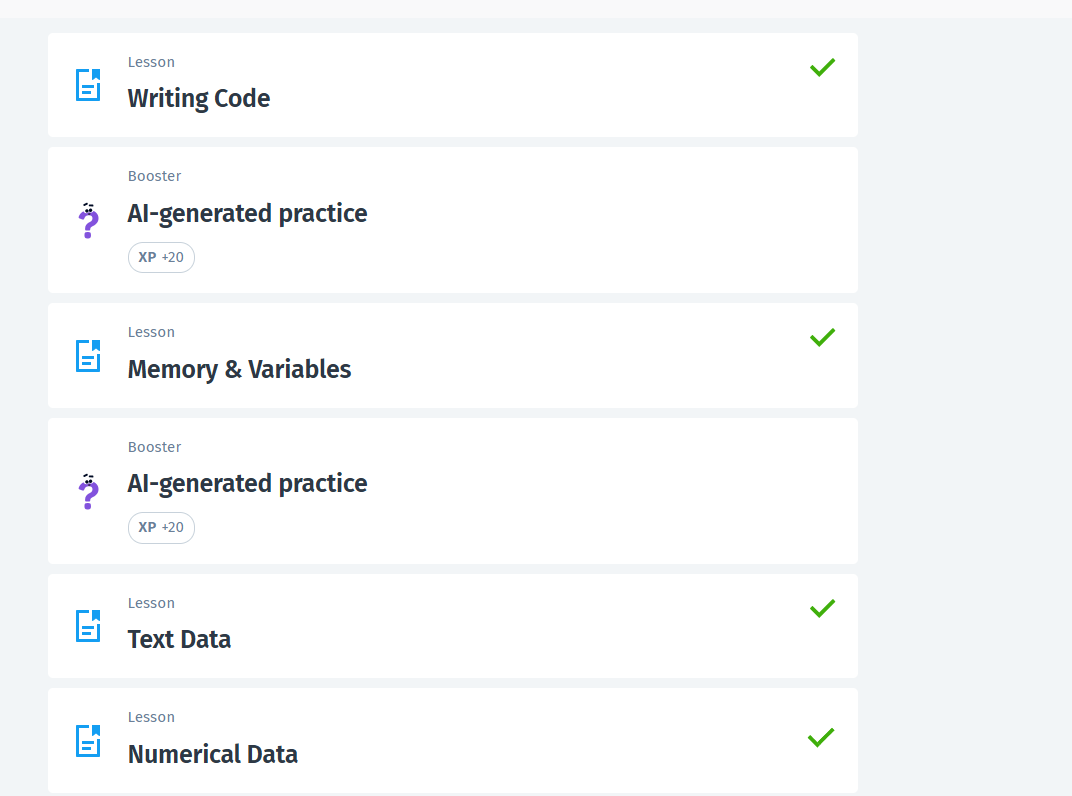 Lesson
Writing Code
Booster
AI-generated practice
XP +20
Lesson
Memory & Variables
Booster
AI-generated practice
XP +20
Lesson
Text Data
Lesson
Numerical Data